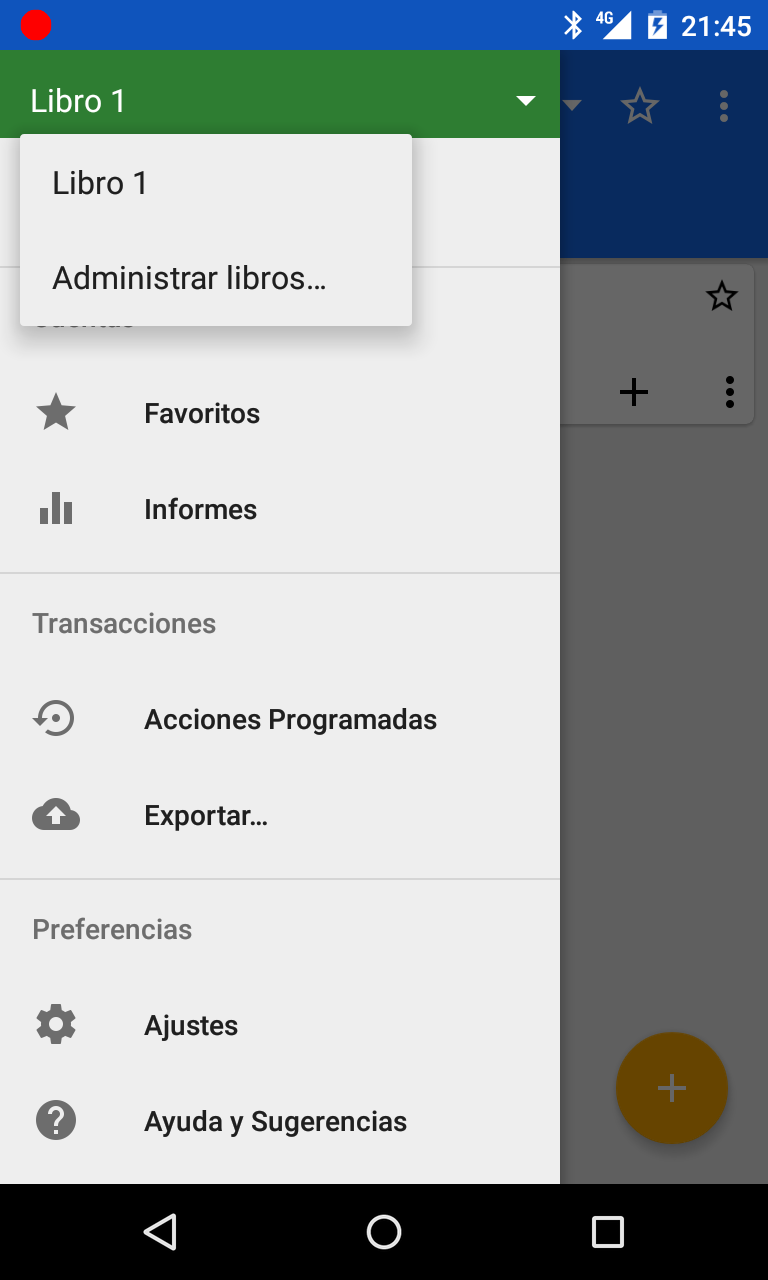 4G 21:45
Libro 1
Libro 1
Administrar libros…
Favoritos
Informes
Transacciones
Acciones Programadas
Exportar…
Preferencias
Ajustes
Ayuda y Sugerencias